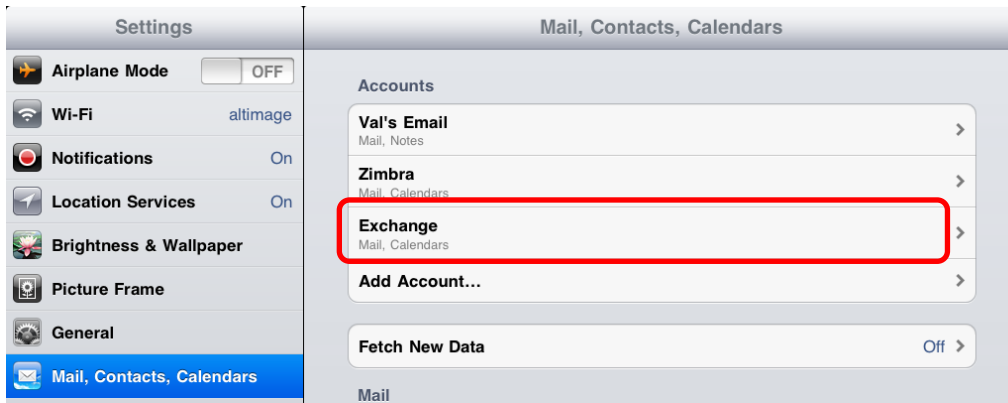 Settings
Airplane Mode OFF
Wi-Fi altimage
Notifications On
Location Services On
Brightness & Wallpaper
Picture Frame
General
Mail, Contacts, Calendars
Mail, Contacts, Calendars
Accounts
Val's Email
Mail, Notes
Zimbra
Mail, Calendars
Exchange
Mail, Calendars
Add Account...
Fetch New Data Off
Mail